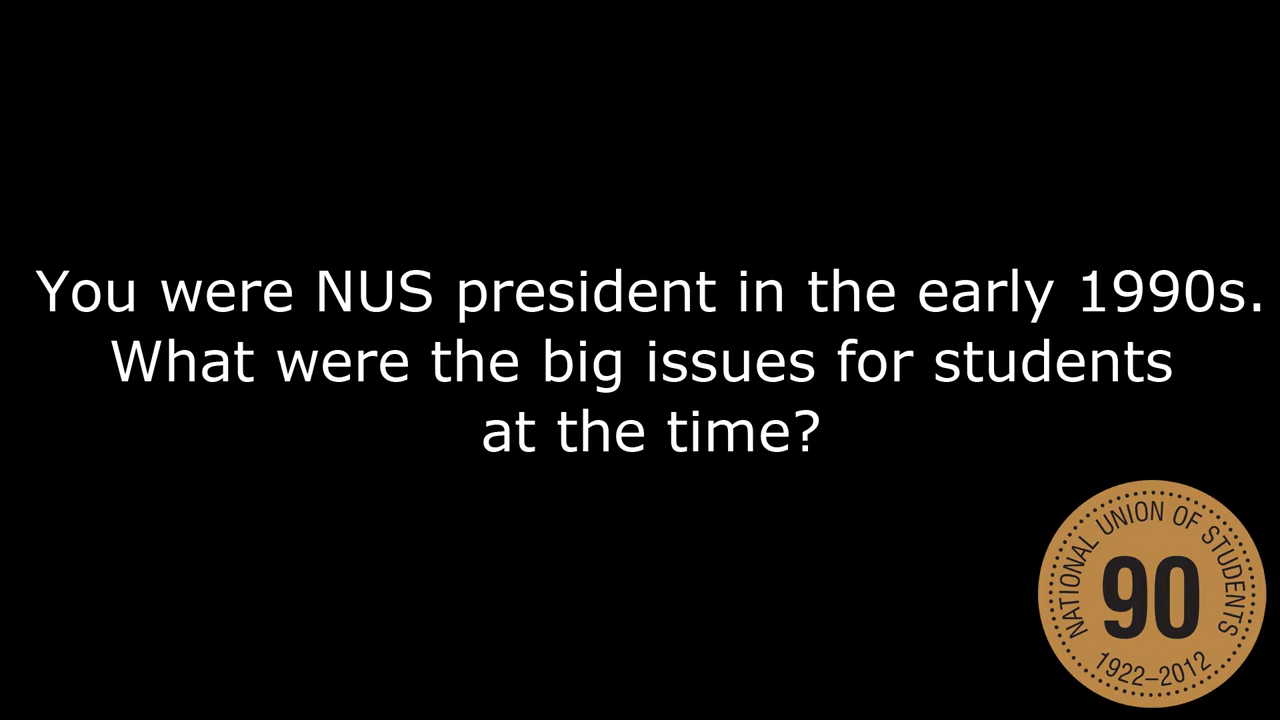 You were NUS president in the early 1990s.
What were the big issues for students
at the time?
NATIONAL UNION OF STUDENTS
90
1922–2012